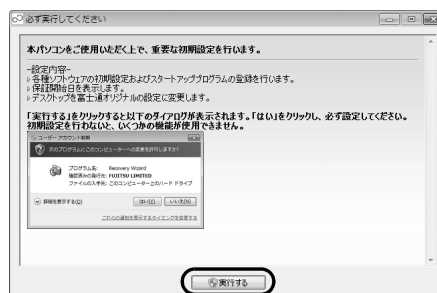 必ず実行してください
本パソコンをご使用いただく上で、重要な初期設定を行います。
-設定内容-
▷各種ソフトウェアの初期設定およびスタートアッププログラムの登録を行います。
▷保証開始日を表示します。
▷デスクトップを富士通オリジナルの設定に変更します。
「実行する」をクリックすると以下のダイアログが表示されます。「はい」をクリックし、必ず設定してください。
初期設定を行わないと、いくつかの機能が使用できません。
ユーザー アカウント制御
次のプログラムにこのコンピューターへの変更を許可しますか?
プログラム名: Recovery Wizard
確認済みの発行元: FUJITSU LIMITED
ファイルの入手先: このコンピューター上のハード ドライブ
詳細を表示する(D) はい(Y) いいえ(N)
これらの通知を表示するタイミングを変更する
実行する